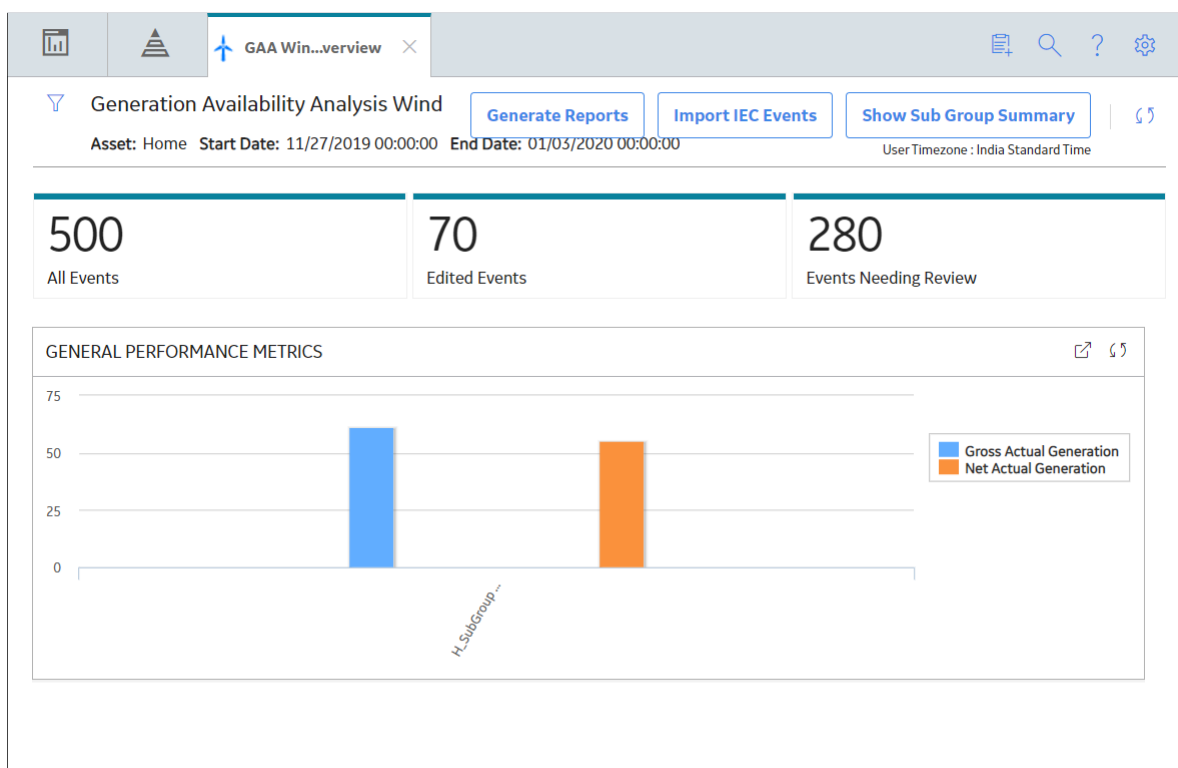 GAA Win...verview
Generation Availability Analysis Wind
Generate Reports
Import IEC Events
Show Sub Group Summary
Asset: Home Start Date: 11/27/2019 00:00:00 End Date: 01/03/2020 00:00:00
User Timezone : India Standard Time
500
All Events
70
Edited Events
280
Events Needing Review
GENERAL PERFORMANCE METRICS
75
50
25
0
H_SubGroup ...
Gross Actual Generation
Net Actual Generation